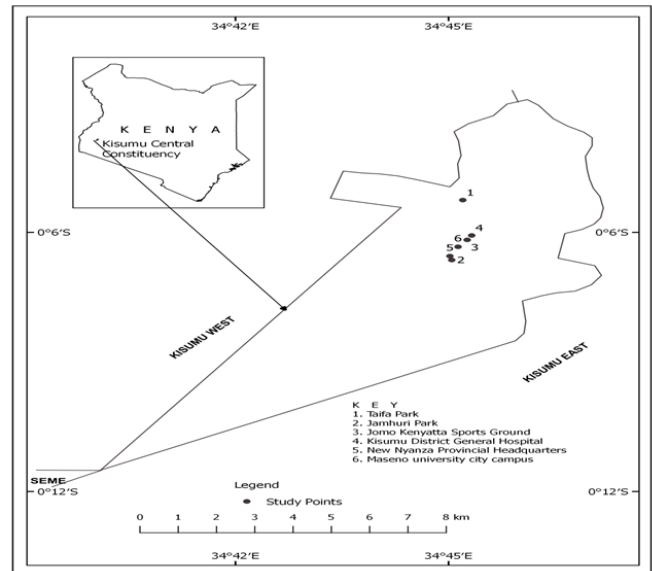 34°42'E 34°45'E
K E N Y A
Kisumu Central
Constituency
1
4
0°6'S 6 3 0°6'S
5
2
KISUMU WEST
KISUMU EAST
K E Y
1. Taifa Park
2. Jamhuri Park
3. Jomo Kenyatta Sports Ground
4. Kisumu District General Hospital
5. New Nyanza Provincial Headquarters
6. Maseno university city campus
SEME
Legend
0°12'S 0°12'S
Study Points
0 1 2 3 4 5 6 7 8 km
34°42'E 34°45'E